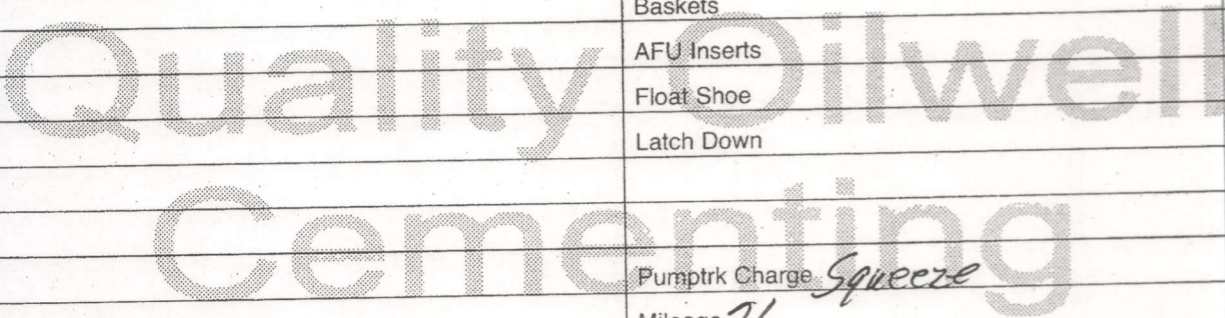 Baskets
Quality Oilwell
AFU Inserts
Float Shoe
Latch Down
Cementing
Pumptrk Charge Squeeze
Mileage